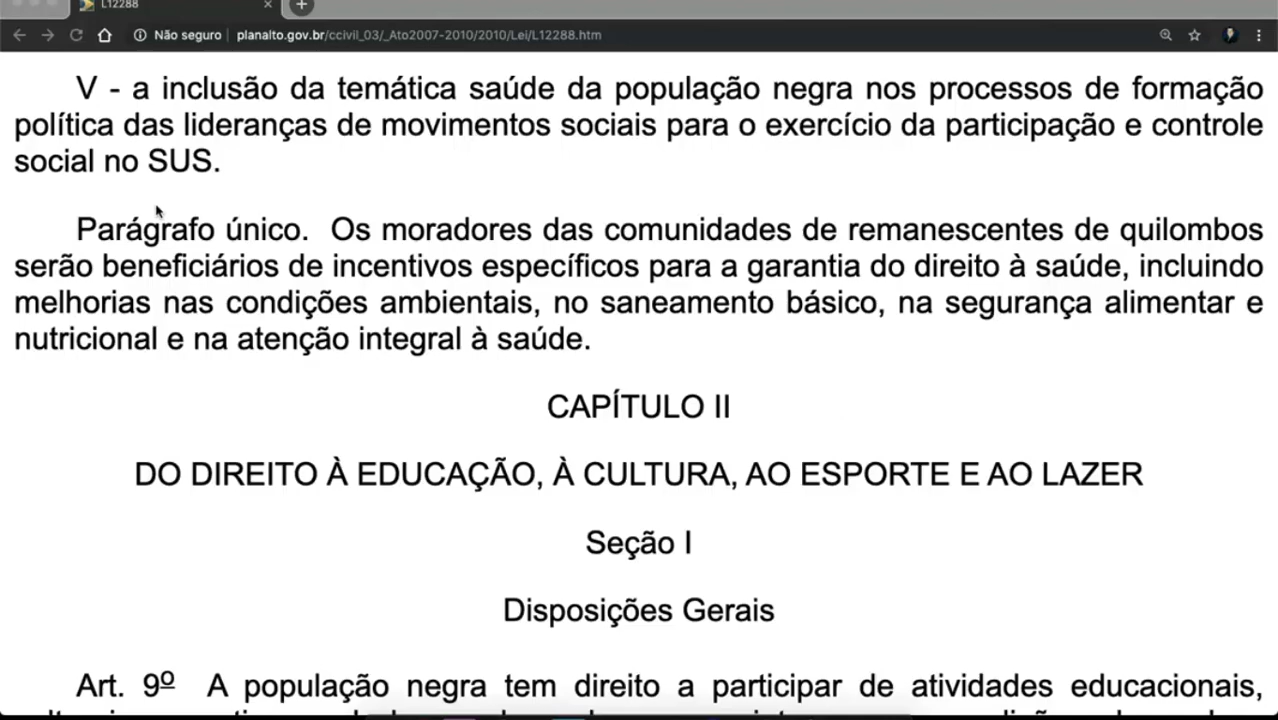 L12288
Não seguro | planalto.gov.br/ccivil_03/_Ato2007-2010/2010/Lei/L12288.htm
V - a inclusão da temática saúde da população negra nos processos de formação
política das lideranças de movimentos sociais para o exercício da participação e controle
social no SUS.
Parágrafo único. Os moradores das comunidades de remanescentes de quilombos
serão beneficiários de incentivos específicos para a garantia do direito à saúde, incluindo
melhorias nas condições ambientais, no saneamento básico, na segurança alimentar e
nutricional e na atenção integral à saúde.
CAPÍTULO II
DO DIREITO À EDUCAÇÃO, À CULTURA, AO ESPORTE E AO LAZER
Seção I
Disposições Gerais
Art. 9º A população negra tem direito a participar de atividades educacionais,